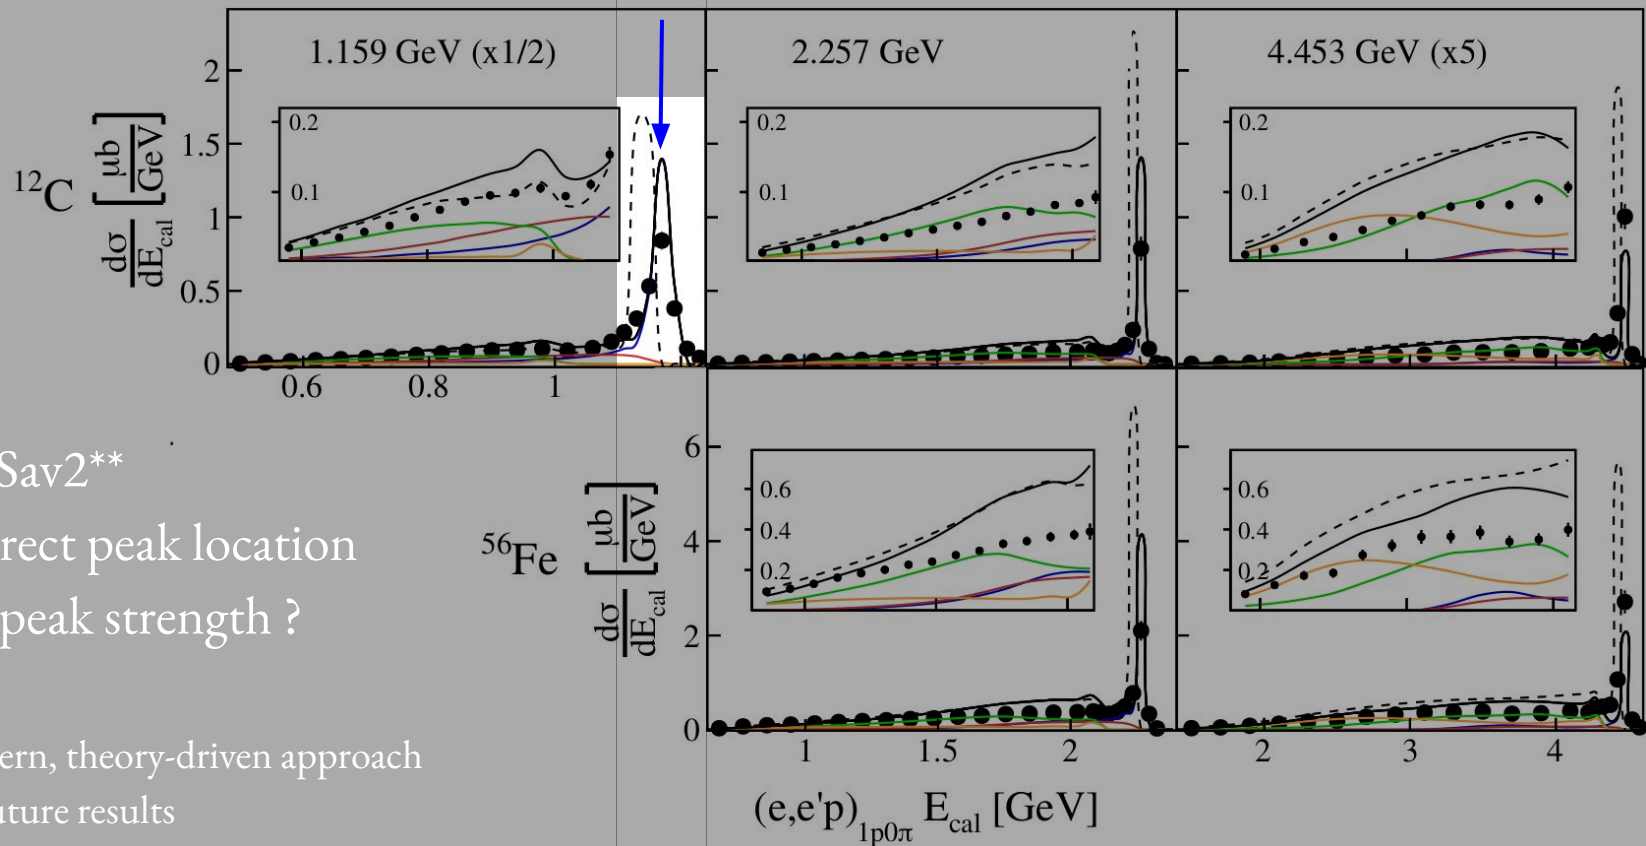 1.159 GeV (x1/2)
2.257 GeV
4.453 GeV (x5)
2
1.5
1
0.5
0
0.2
0.1
0.2
0.1
0.2
0.1
¹²C
dσ/dE_cal [μb/GeV]
0.6 0.8 1
Sav2**
rect peak location
peak strength ?
ern, theory-driven approach
uture results
⁵⁶Fe
dσ/dE_cal [μb/GeV]
6
4
2
0
0.6
0.4
0.2
0.6
0.4
0.2
1 1.5 2
2 3 4
(e,e'p)₁ₚ₀π E_cal [GeV]